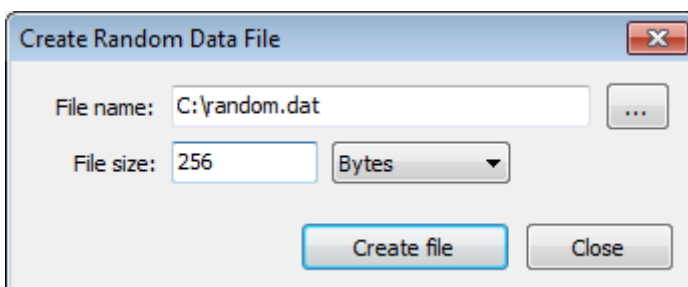 Create Random Data File
File name: C:\random.dat ...
File size: 256 Bytes
Create file Close